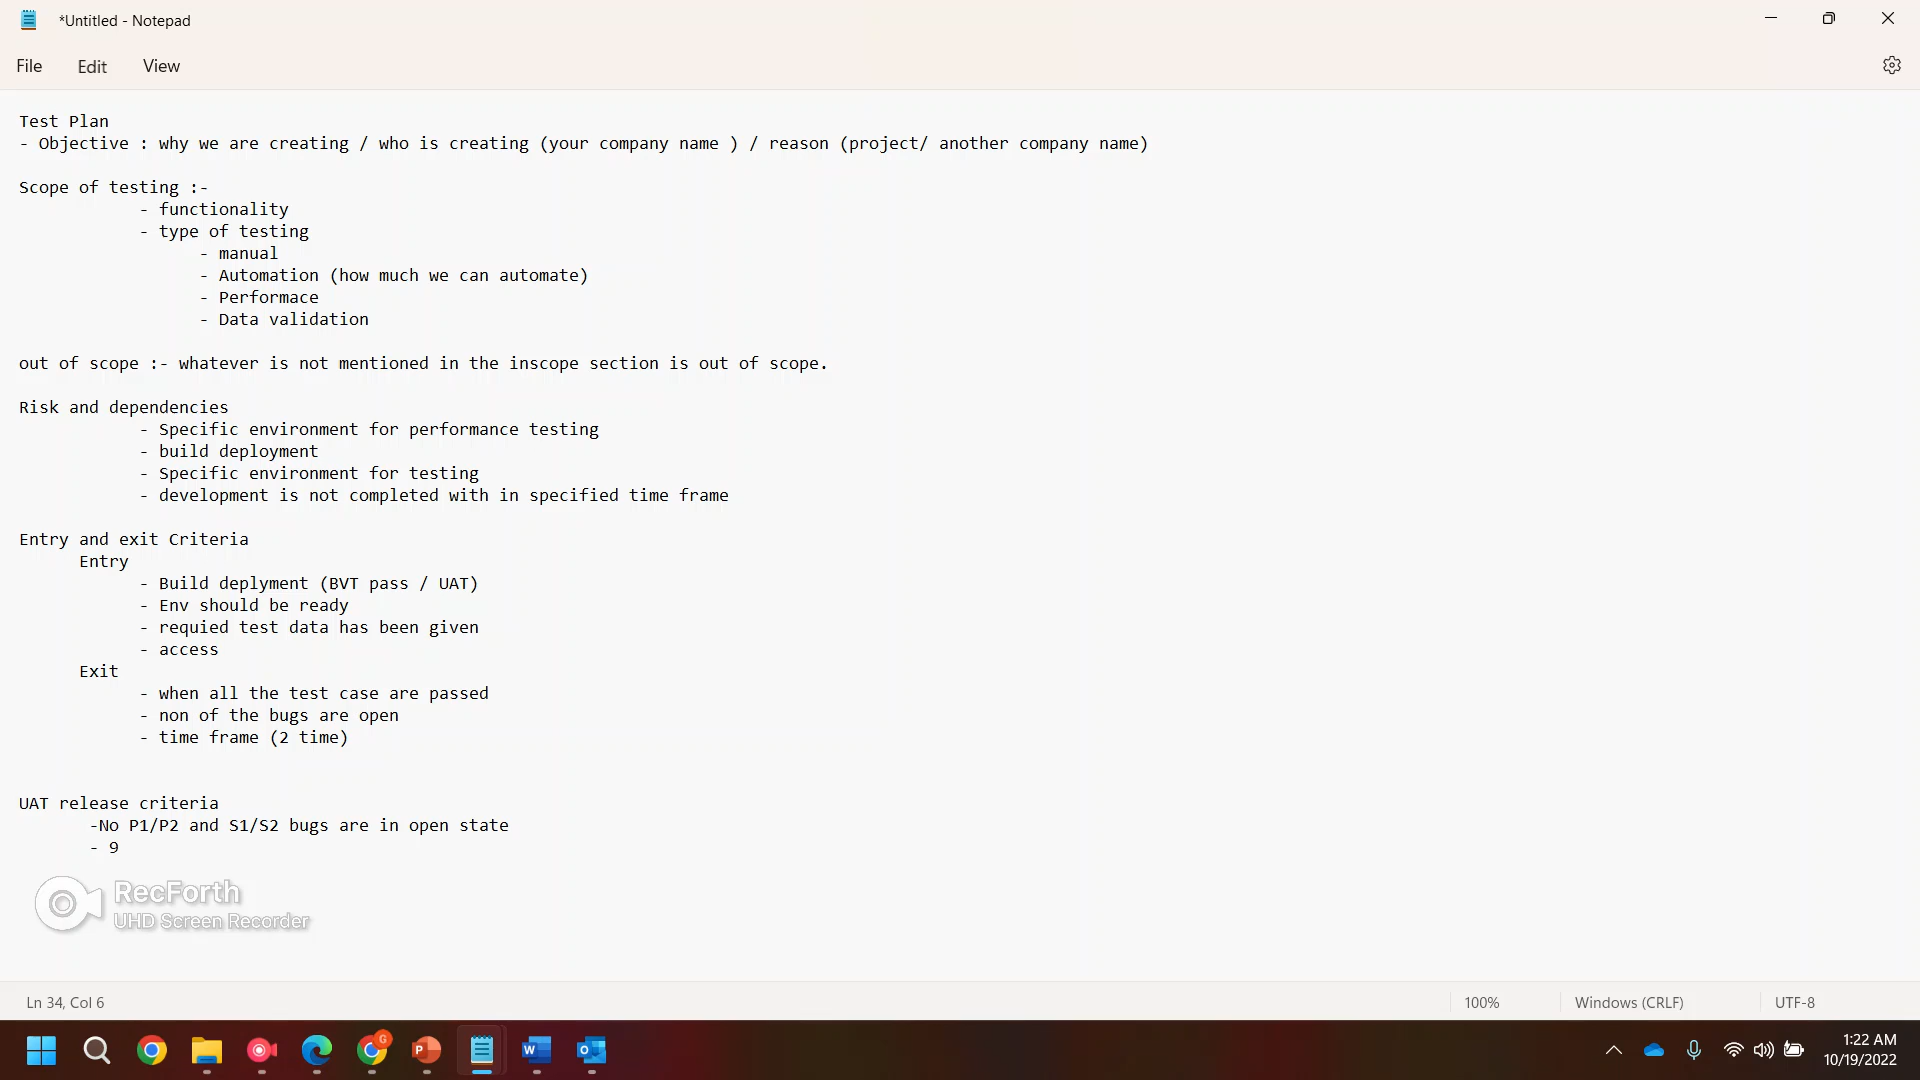 *Untitled - Notepad
File Edit View
Test Plan
- Objective : why we are creating / who is creating (your company name ) / reason (project/ another company name)
Scope of testing :-
- functionality
- type of testing
- manual
- Automation (how much we can automate)
- Performace
- Data validation
out of scope :- whatever is not mentioned in the inscope section is out of scope.
Risk and dependencies
- Specific environment for performance testing
- build deployment
- Specific environment for testing
- development is not completed with in specified time frame
Entry and exit Criteria
Entry
- Build deplyment (BVT pass / UAT)
- Env should be ready
- requied test data has been given
- access
Exit
- when all the test case are passed
- non of the bugs are open
- time frame (2 time)
UAT release criteria
-No P1/P2 and S1/S2 bugs are in open state
- 9
RecForth
UHD Screen Recorder
Ln 34, Col 6 100% Windows (CRLF) UTF-8
1:22 AM
10/19/2022